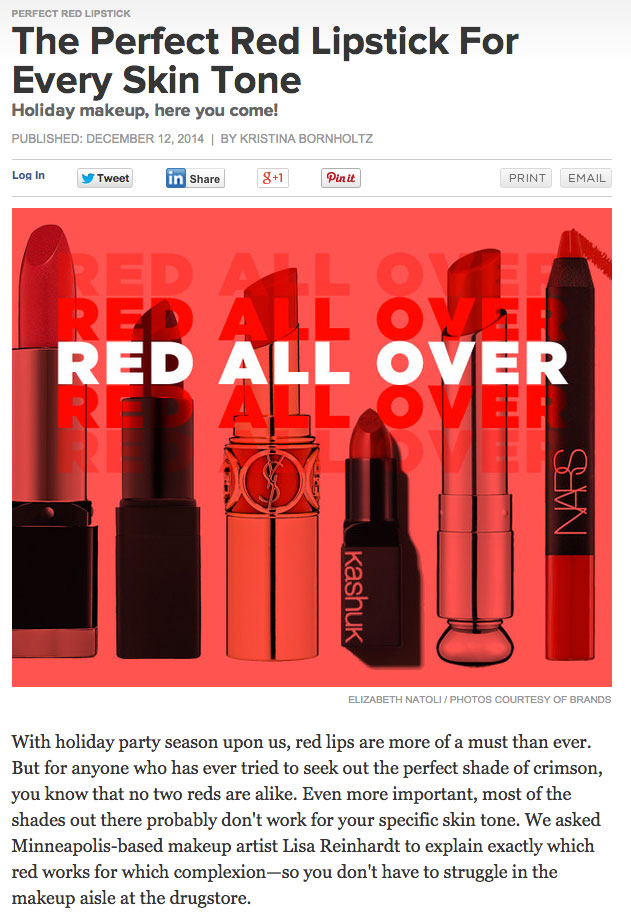 PERFECT RED LIPSTICK
The Perfect Red Lipstick For
Every Skin Tone
Holiday makeup, here you come!
PUBLISHED: DECEMBER 12, 2014 | BY KRISTINA BORNHOLTZ
Log In Tweet in Share g+1 Pin it PRINT EMAIL
RED ALL OVER
RED ALL OVER
RED ALL OVER
RED ALL OVER
RED ALL OVER
YSL
kashuk
NARS
ELIZABETH NATOLI / PHOTOS COURTESY OF BRANDS
With holiday party season upon us, red lips are more of a must than ever.
But for anyone who has ever tried to seek out the perfect shade of crimson,
you know that no two reds are alike. Even more important, most of the
shades out there probably don't work for your specific skin tone. We asked
Minneapolis-based makeup artist Lisa Reinhardt to explain exactly which
red works for which complexion—so you don't have to struggle in the
makeup aisle at the drugstore.